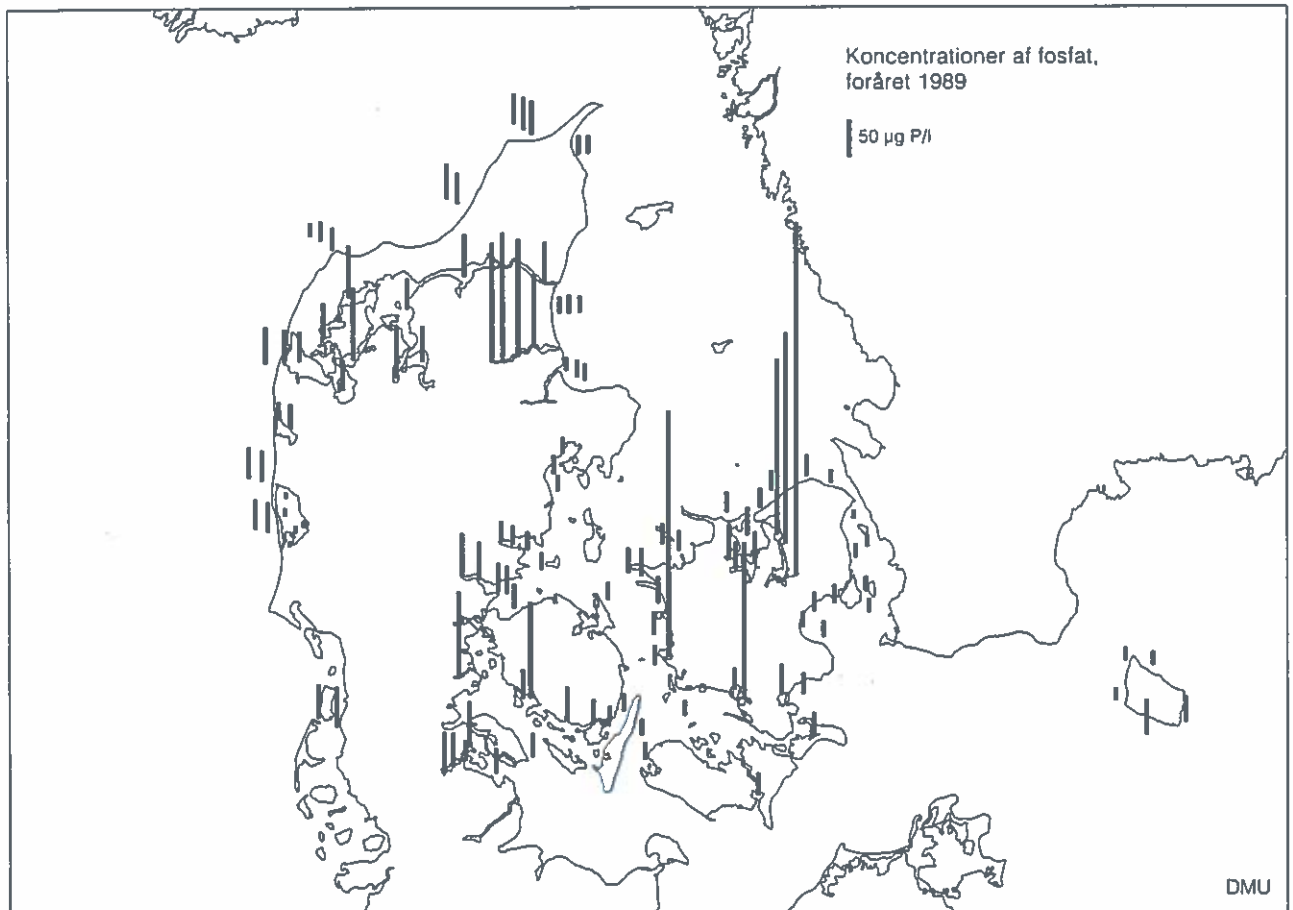 Koncentrationer af fosfat,
foråret 1989
50 µg P/l
DMU